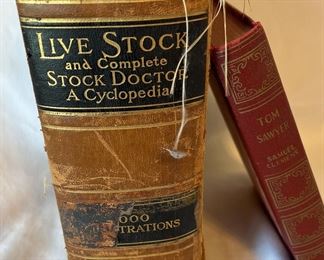 LIVE STOCK
and Complete
STOCK DOCTOR
A Cyclopedia
000
TRATIONS
TOM
SAWYER
SAMUEL
CLEMENS